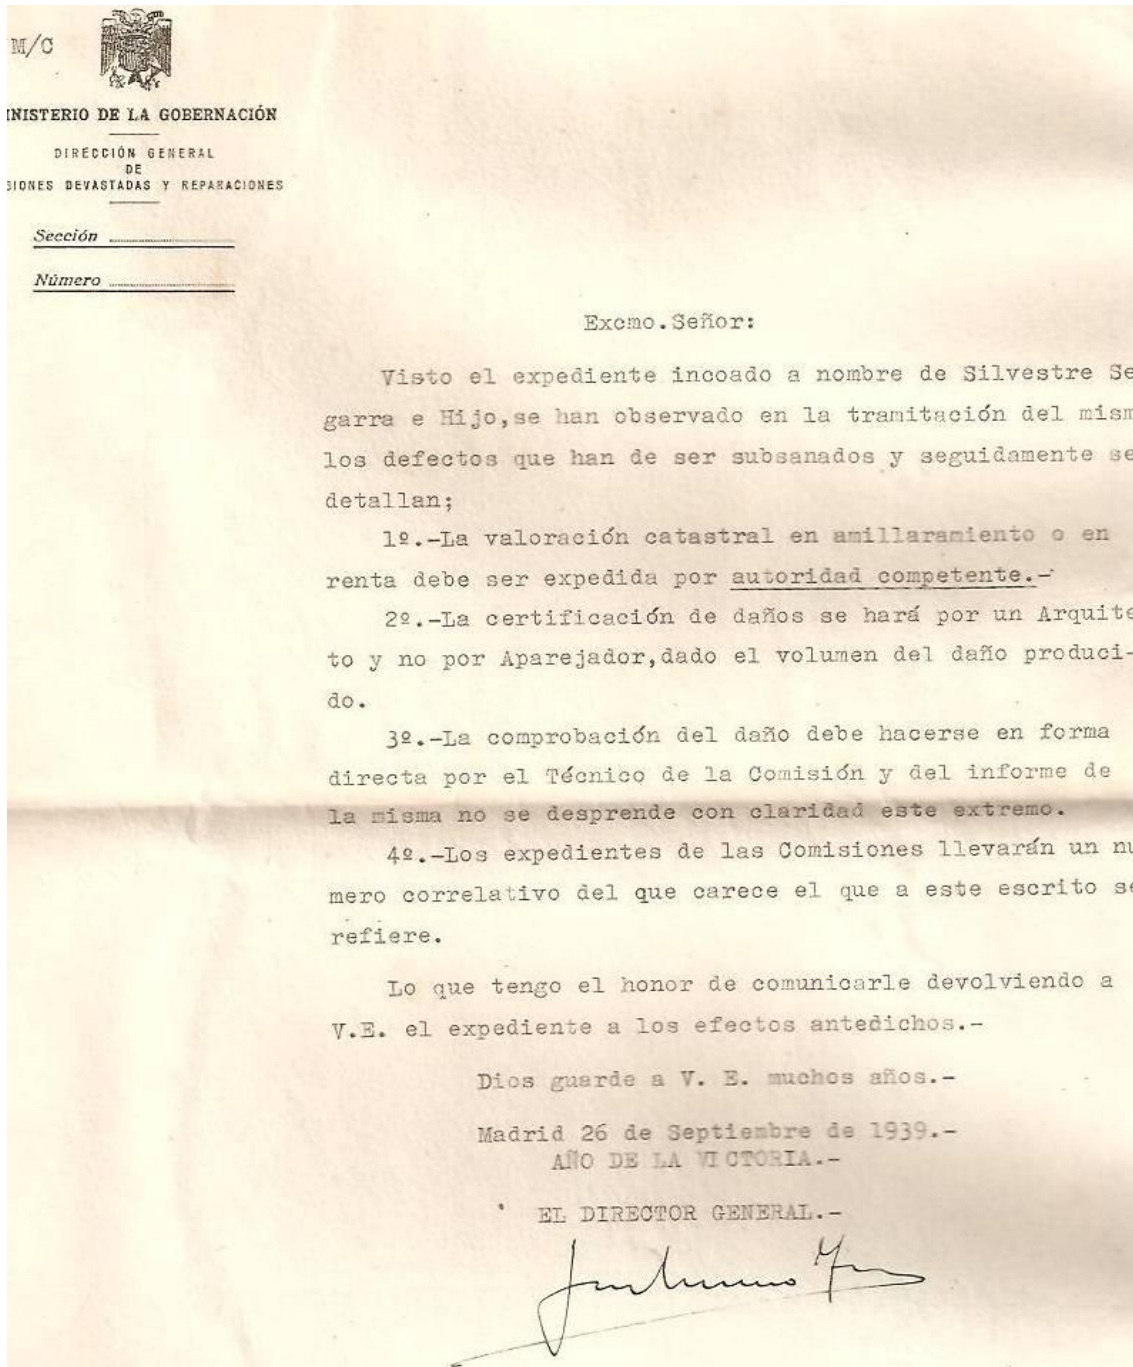 M/C
INISTERIO DE LA GOBERNACIÓN
DIRECCIÓN GENERAL
DE
SIONES DEVASTADAS Y REPARACIONES
Sección
Número
Excmo.Señor:
Visto el expediente incoado a nombre de Silvestre Se
garra e Hijo,se han observado en la tramitación del mism
los defectos que han de ser subsanados y seguidamente se
detallan;
1º.-La valoración catastral en amillaramiento o en
renta debe ser expedida por autoridad competente.-
2º.-La certificación de daños se hará por un Arquite
to y no por Aparejador,dado el volumen del daño produci-
do.
3º.-La comprobación del daño debe hacerse en forma
directa por el Técnico de la Comisión y del informe de
la misma no se desprende con claridad este extremo.
4º.-Los expedientes de las Comisiones llevarán un nu
mero correlativo del que carece el que a este escrito se
refiere.
Lo que tengo el honor de comunicarle devolviendo a
V.E. el expediente a los efectos antedichos.-
Dios guarde a V. E. muchos años.-
Madrid 26 de Septiembre de 1939.-
AÑO DE LA VICTORIA.-
EL DIRECTOR GENERAL.-